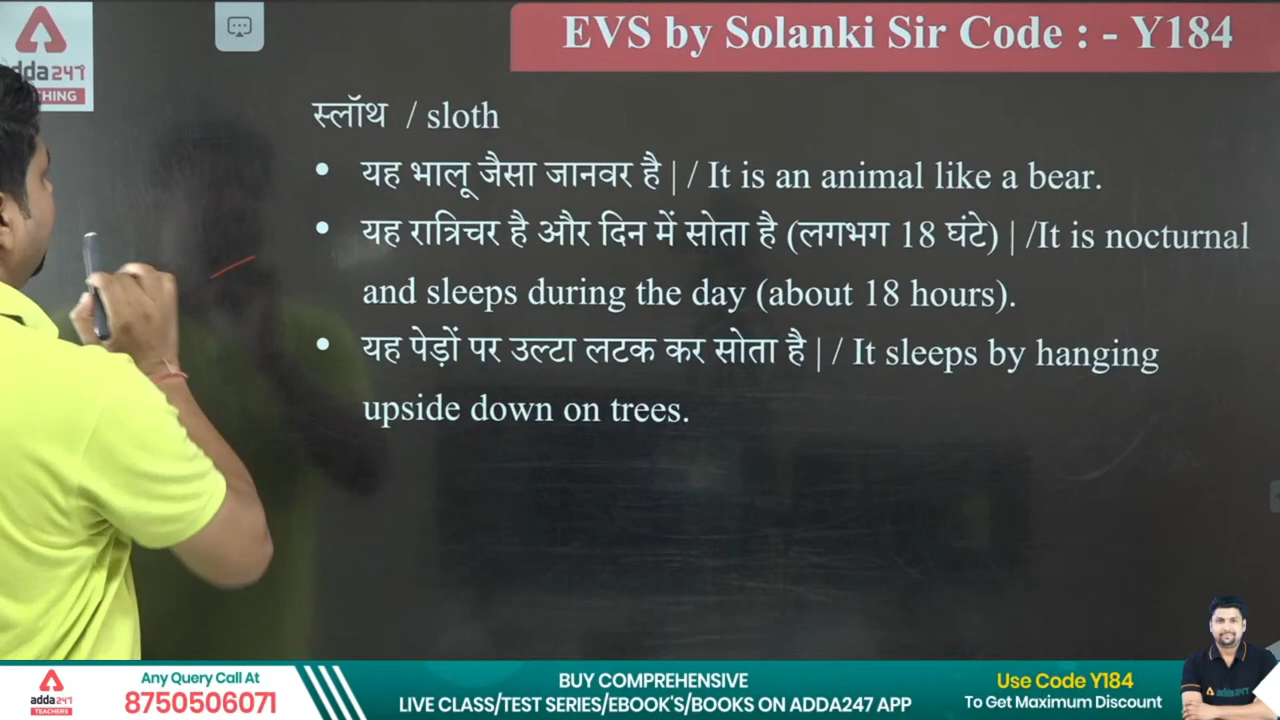 EVS by Solanki Sir Code : - Y184
adda247
THING
स्लॉथ / sloth
• यह भालू जैसा जानवर है | / It is an animal like a bear.
• यह रात्रिचर है और दिन में सोता है (लगभग 18 घंटे) | /It is nocturnal
and sleeps during the day (about 18 hours).
• यह पेड़ों पर उल्टा लटक कर सोता है | / It sleeps by hanging
upside down on trees.
adda247
TEACHERS
Any Query Call At
8750506071
BUY COMPREHENSIVE
LIVE CLASS/TEST SERIES/EBOOK'S/BOOKS ON ADDA247 APP
Use Code Y184
To Get Maximum Discount